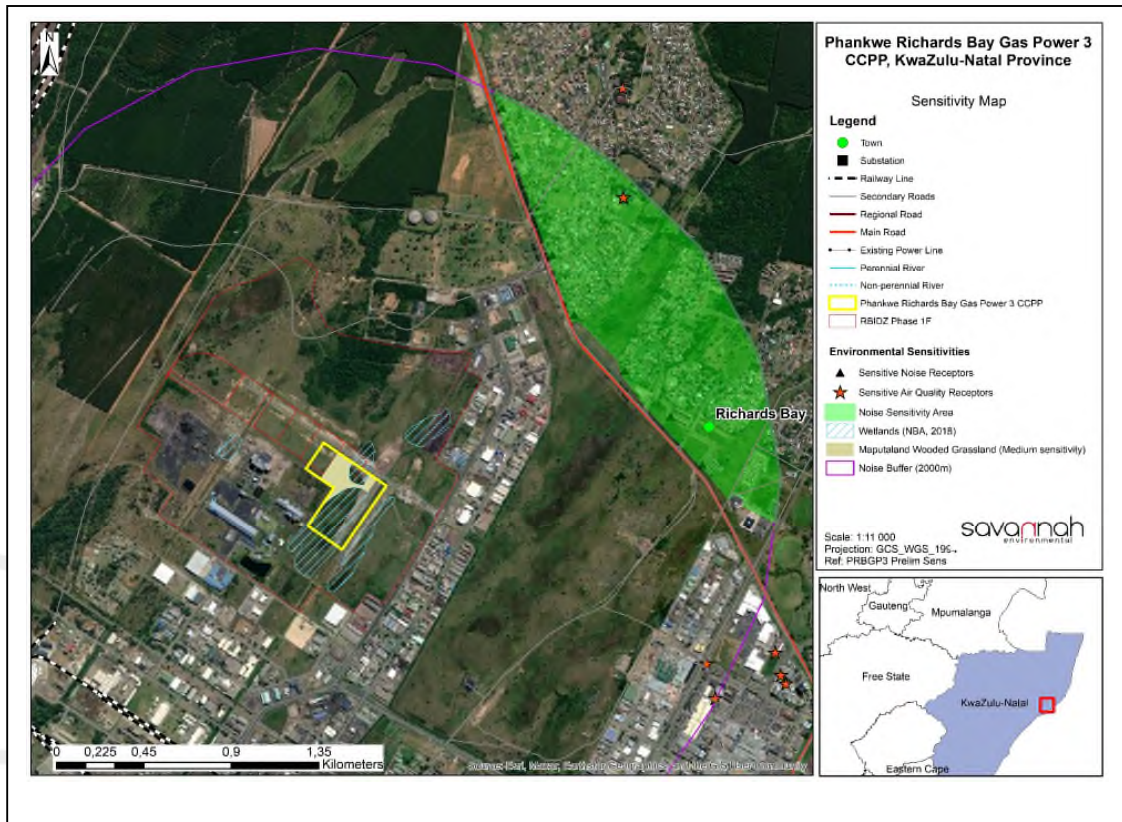 N
Richards Bay
0 0,225 0,45 0,9 1,35
Kilometers
Phankwe Richards Bay Gas Power 3
CCPP, KwaZulu-Natal Province
Sensitivity Map
Legend
Town
Substation
Railway Line
Secondary Roads
Regional Road
Main Road
Existing Power Line
Perennial River
Non-perennial River
Phankwe Richards Bay Gas Power 3 CCPP
RBIDZ Phase 1F
Environmental Sensitivities
Sensitive Noise Receptors
Sensitive Air Quality Receptors
Noise Sensitivity Area
Wetlands (NBA, 2018)
Maputaland Wooded Grassland (Medium sensitivity)
Noise Buffer (2000m)
Scale: 1:11 000
Projection: GCS_WGS_19
Ref: PRBGP3 Prelim Sens
savannah
environmental
North West
Gauteng
Mpumalanga
Free State
KwaZulu-Natal
Eastern Cape